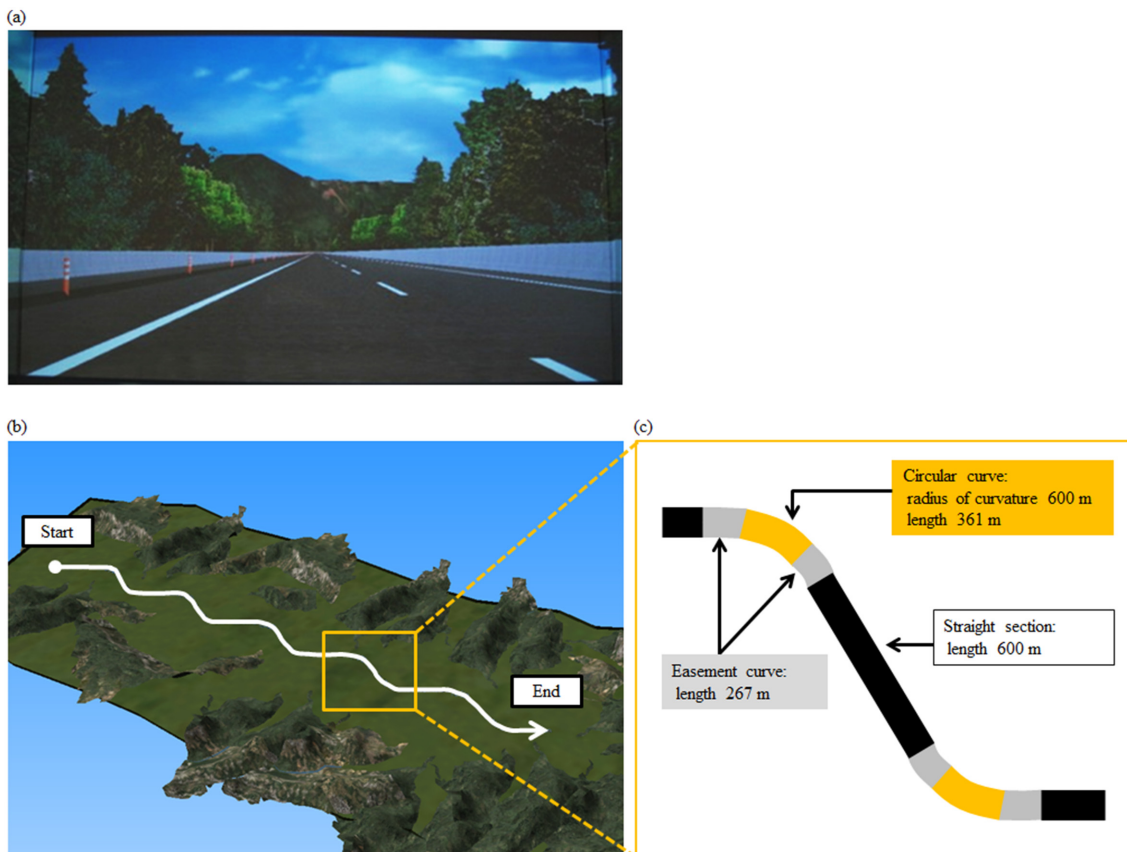 (a)
(b)
Start
End
(c)
Circular curve:
radius of curvature 600 m
length 361 m
Straight section:
length 600 m
Easement curve:
length 267 m